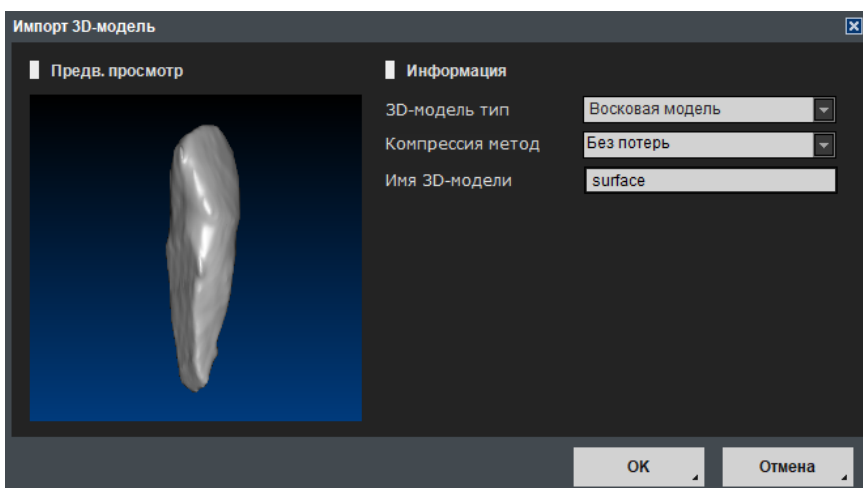 Импорт 3D-модель
Предв. просмотр
Информация
3D-модель тип
Восковая модель
Компрессия метод
Без потерь
Имя 3D-модели
surface
OK
Отмена